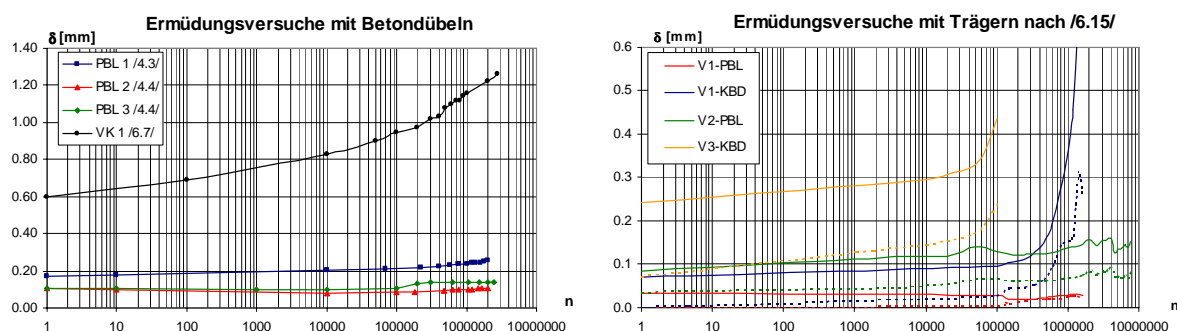 Ermüdungsversuche mit Betondübeln
δ [mm]
1.40
1.20
1.00
0.80
0.60
0.40
0.20
0.00
PBL 1 /4.3/
PBL 2 /4.4/
PBL 3 /4.4/
VK 1 /6.7/
n
1 10 100 1000 10000 100000 1000000 10000000
Ermüdungsversuche mit Trägern nach /6.15/
δ [mm]
0.6
0.5
0.4
0.3
0.2
0.1
0.0
V1-PBL
V1-KBD
V2-PBL
V3-KBD
n
1 10 100 1000 10000 100000 1000000 10000000